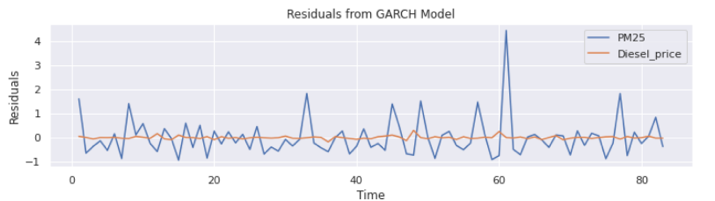 Residuals from GARCH Model
PM25
Diesel_price
Residuals
4
3
2
1
0
−1
0
20
40
60
80
Time